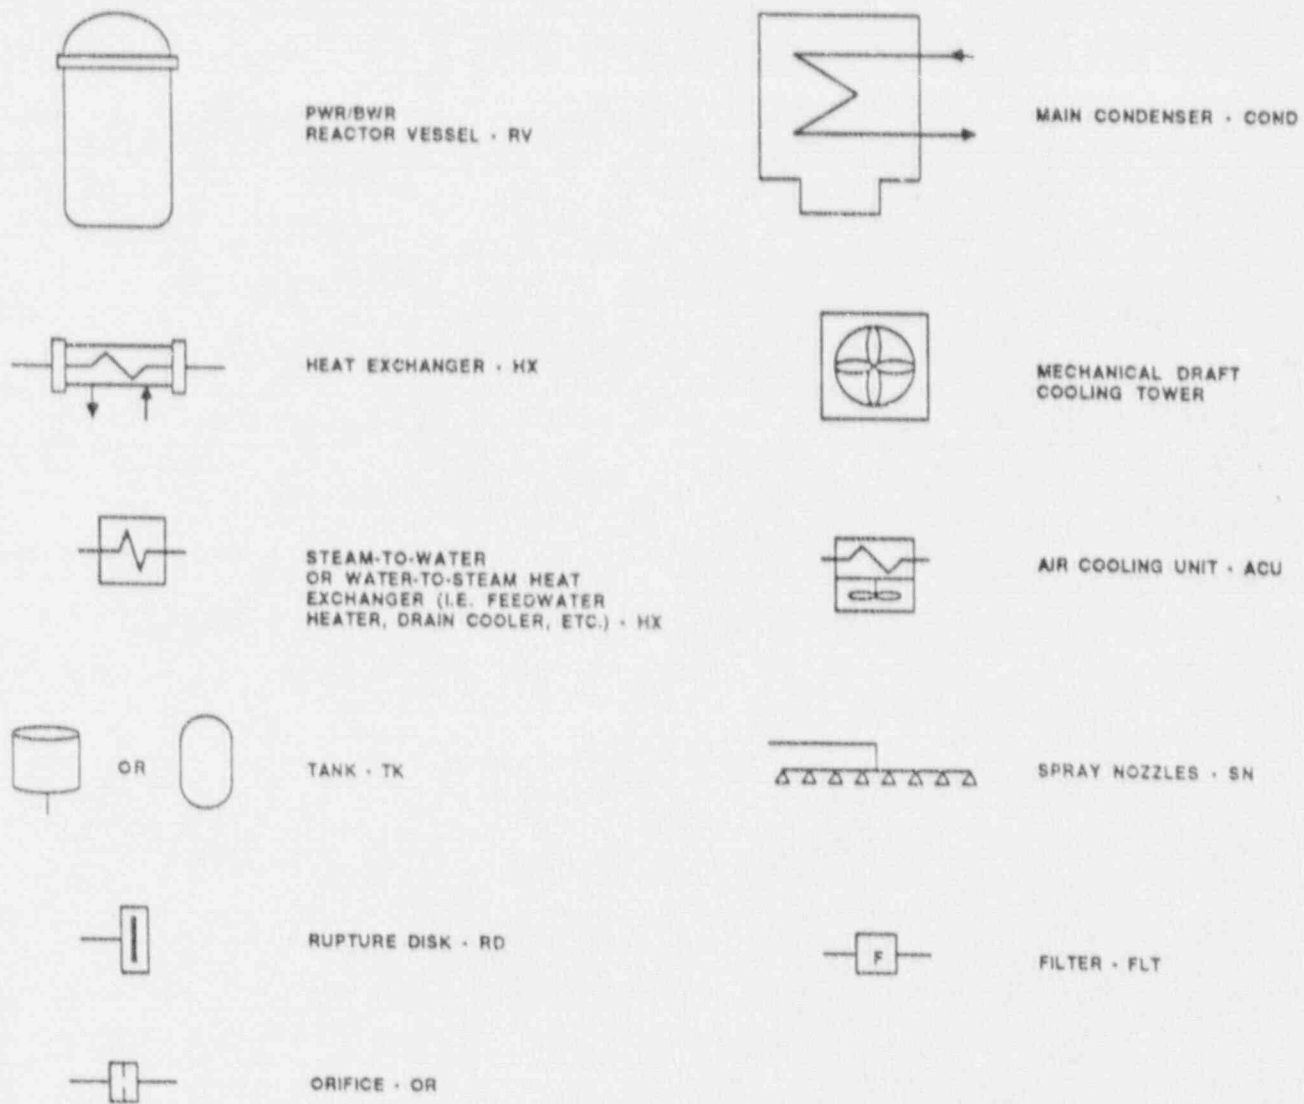 PWR/BWR
REACTOR VESSEL - RV
MAIN CONDENSER - COND
HEAT EXCHANGER - HX
MECHANICAL DRAFT
COOLING TOWER
STEAM-TO-WATER
OR WATER-TO-STEAM HEAT
EXCHANGER (I.E. FEEDWATER
HEATER, DRAIN COOLER, ETC.) - HX
AIR COOLING UNIT - ACU
OR
TANK - TK
SPRAY NOZZLES - SN
RUPTURE DISK - RD
F
FILTER - FLT
ORIFICE - OR